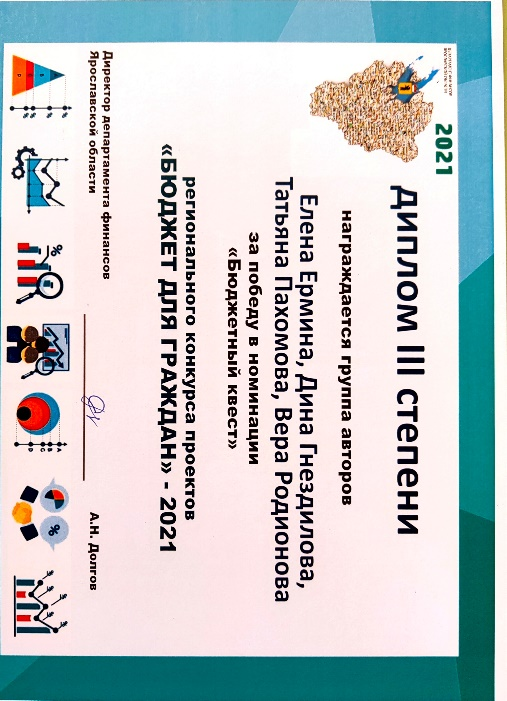 2021
ДИПЛОМ III степени
награждается группа авторов
Елена Ермина, Дина Гнездилова,
Татьяна Пахомова, Вера Родионова
за победу в номинации
«Бюджетный квест»
регионального конкурса проектов
«БЮДЖЕТ ДЛЯ ГРАЖДАН» - 2021
Директор департамента финансов
Ярославской области
А.Н. Долгов